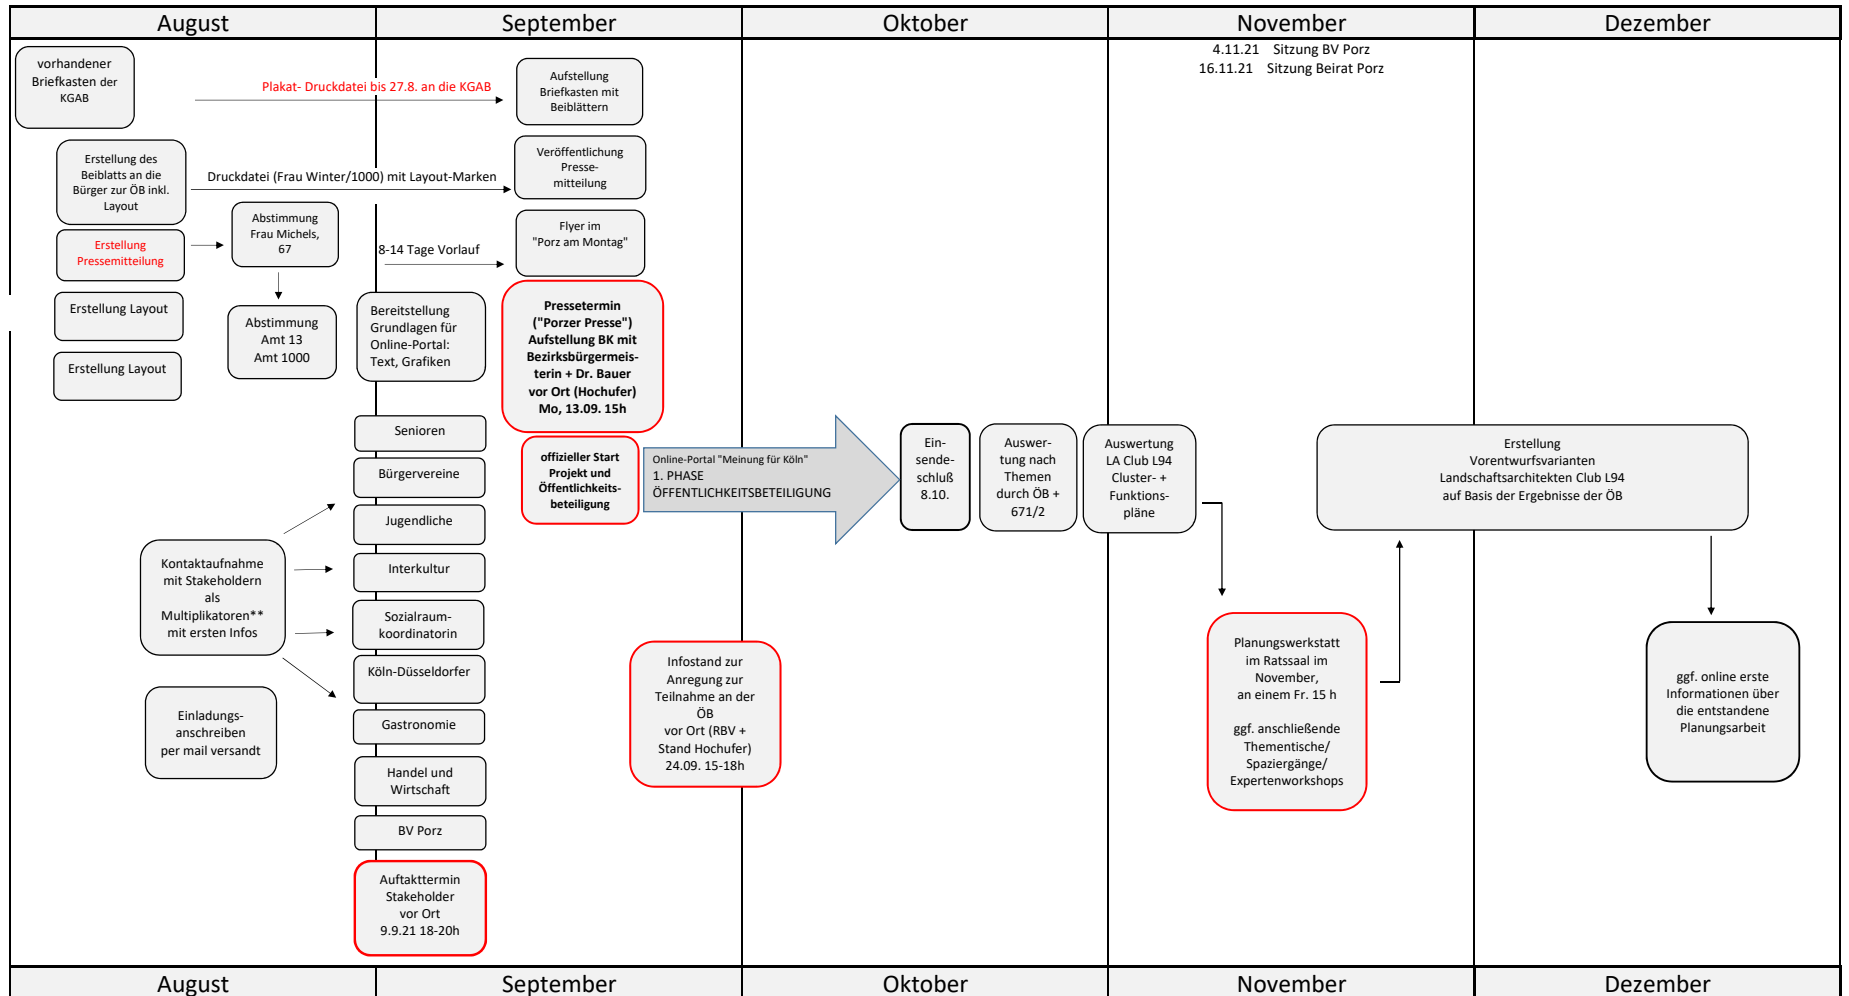 August
September
Oktober
November
Dezember
4.11.21 Sitzung BV Porz
16.11.21 Sitzung Beirat Porz
vorhandener
Briefkasten der
KGAB
Plakat- Druckdatei bis 27.8. an die KGAB
Aufstellung
Briefkasten mit
Beiblättern
Erstellung des
Beiblatts an die
Bürger zur ÖB inkl.
Layout
Druckdatei (Frau Winter/1000) mit Layout-Marken
Veröffentlichung
Presse-
mitteilung
Erstellung
Pressemitteilung
Abstimmung
Frau Michels,
67
8-14 Tage Vorlauf
Flyer im
"Porz am Montag"
Erstellung Layout
Abstimmung
Amt 13
Amt 1000
Erstellung Layout
Bereitstellung
Grundlagen für
Online-Portal:
Text, Grafiken
Pressetermin
("Porzer Presse")
Aufstellung BK mit
Bezirksbürgermeis-
terin + Dr. Bauer
vor Ort (Hochufer)
Mo, 13.09. 15h
Senioren
Bürgervereine
Jugendliche
Interkultur
Sozialraum-
koordinatorin
Köln-Düsseldorfer
Gastronomie
Handel und
Wirtschaft
BV Porz
offizieller Start
Projekt und
Öffentlichkeits-
beteiligung
Online-Portal "Meinung für Köln"
1. PHASE
ÖFFENTLICHKEITSBETEILIGUNG
Ein-
sende-
schluß
8.10.
Auswer-
tung nach
Themen
durch ÖB +
671/2
Auswertung
LA Club L94
Cluster- +
Funktions-
pläne
Erstellung
Vorentwurfsvarianten
Landschaftsarchitekten Club L94
auf Basis der Ergebnisse der ÖB
Kontaktaufnahme
mit Stakeholdern
als
Multiplikatoren**
mit ersten Infos
Einladungs-
anschreiben
per mail versandt
Infostand zur
Anregung zur
Teilnahme an der
ÖB
vor Ort (RBV +
Stand Hochufer)
24.09. 15-18h
Planungswerkstatt
im Ratssaal im
November,
an einem Fr. 15 h
ggf. anschließende
Thementische/
Spaziergänge/
Expertenworkshops
ggf. online erste
Informationen über
die entstandene
Planungsarbeit
Auftakttermin
Stakeholder
vor Ort
9.9.21 18-20h
August
September
Oktober
November
Dezember